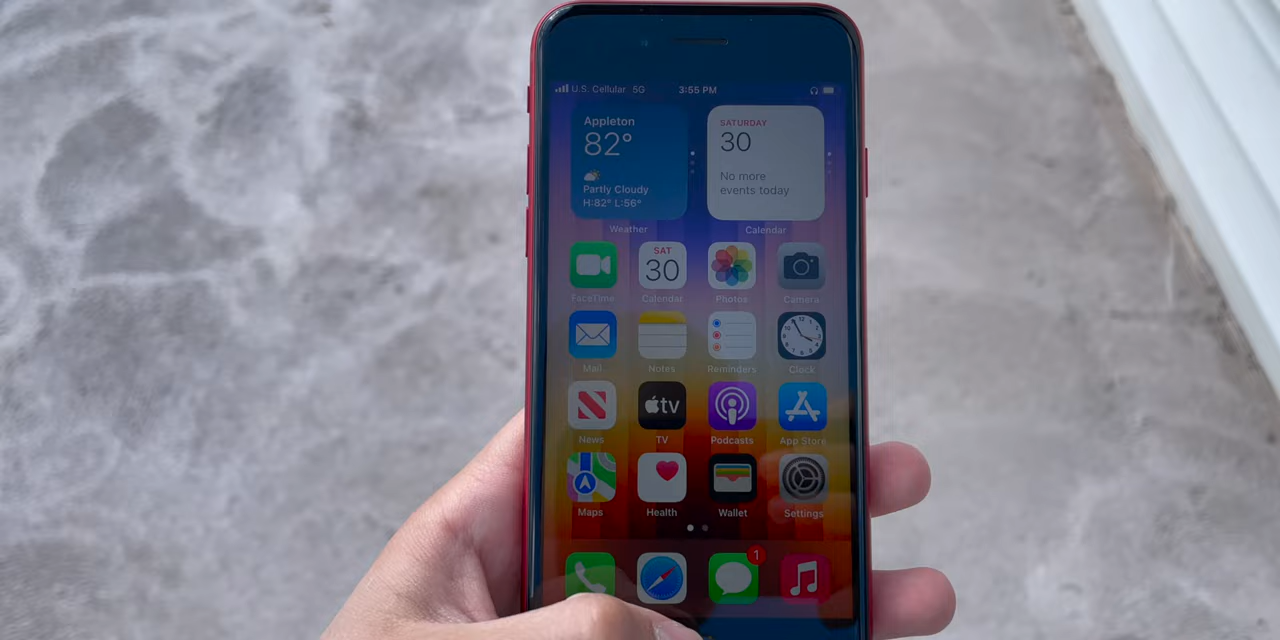 U.S. Cellular 5G 3:55 PM
Appleton
82°
Partly Cloudy
H:82° L:56°
Weather
SATURDAY
30
No more
events today
Calendar
FaceTime
SAT
30
Calendar
Photos
Camera
Mail
Notes
Reminders
Clock
News
tv
TV
Podcasts
App Store
Maps
Health
Wallet
Settings
1